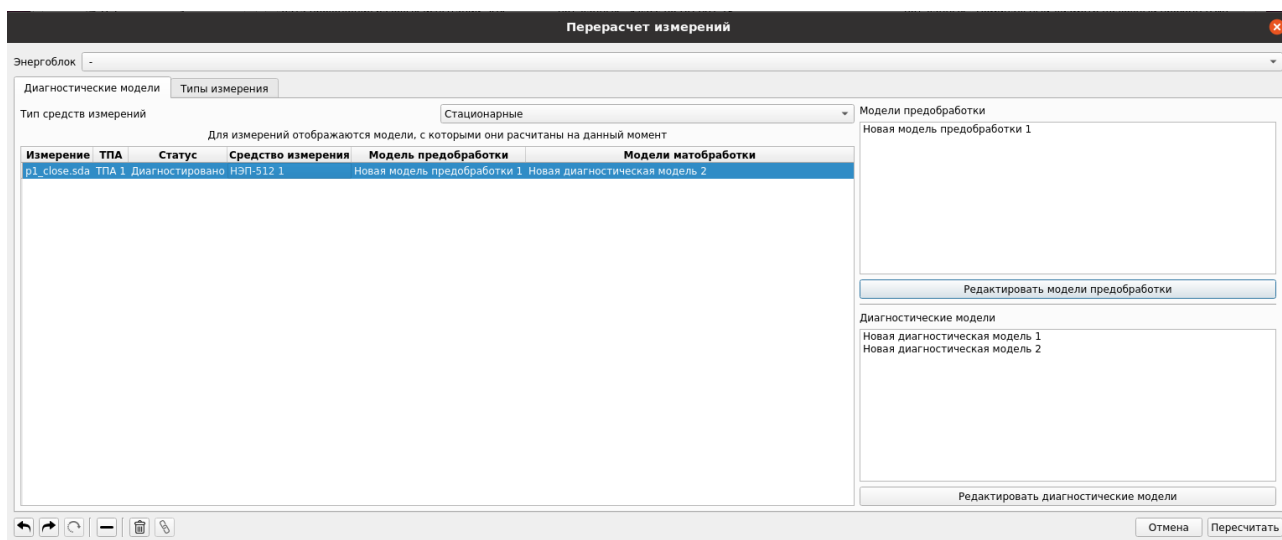 Перерасчет измерений
Энергоблок -
Диагностические модели Типы измерения
Тип средств измерений Стационарные
Для измерений отображаются модели, с которыми они расчитаны на данный момент
Измерение ТПА Статус Средство измерения Модель предобработки Модели матобработки
p1_close.sda ТПА 1 Диагностировано НЭП-512 1 Новая модель предобработки 1 Новая диагностическая модель 2
Модели предобработки
Новая модель предобработки 1
Редактировать модели предобработки
Диагностические модели
Новая диагностическая модель 1
Новая диагностическая модель 2
Редактировать диагностические модели
Отмена Пересчитать